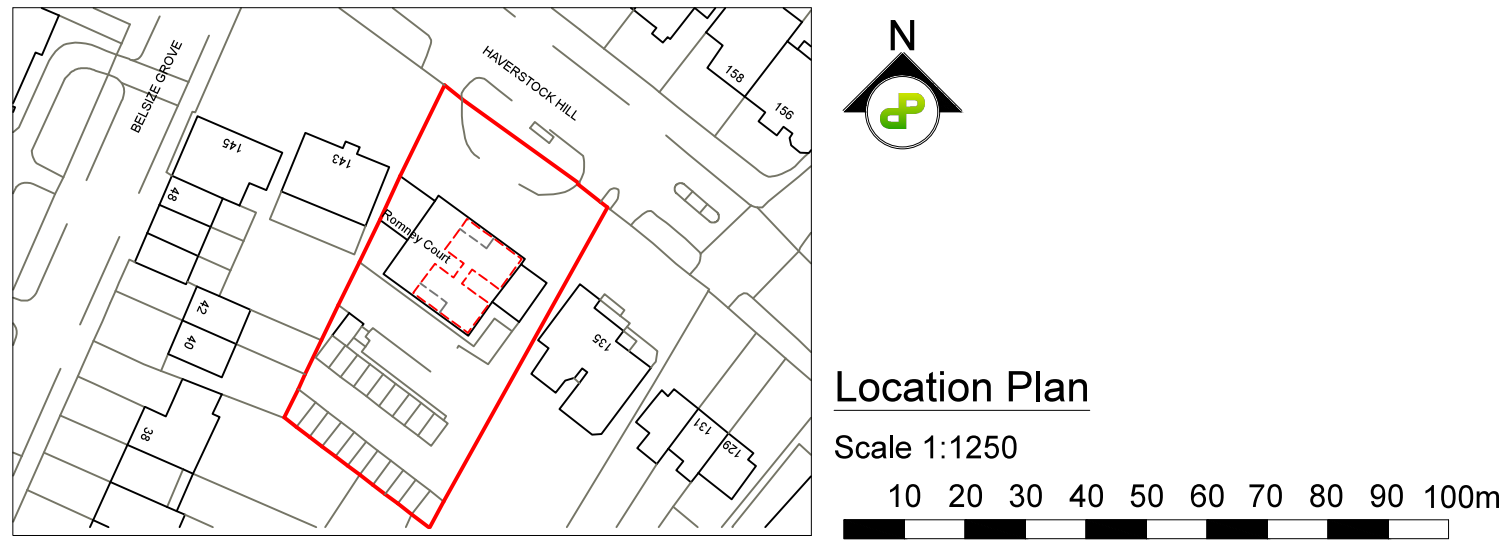 BELSIZE GROVE
HAVERSTOCK HILL
158
156
145
143
48
Romney Court
42
40
135
38
131
129
N
dP
Location Plan
Scale 1:1250
10 20 30 40 50 60 70 80 90 100m